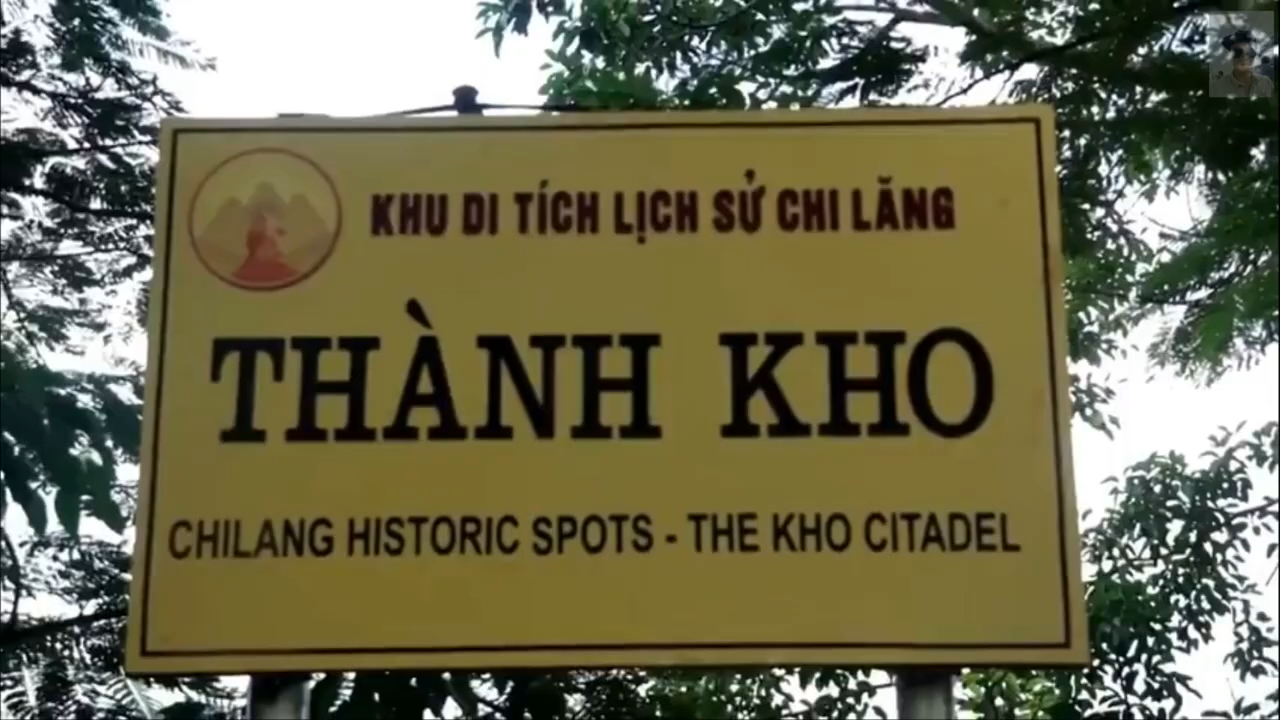 KHU DI TÍCH LỊCH SỬ CHI LĂNG
THÀNH KHO
CHILANG HISTORIC SPOTS - THE KHO CITADEL